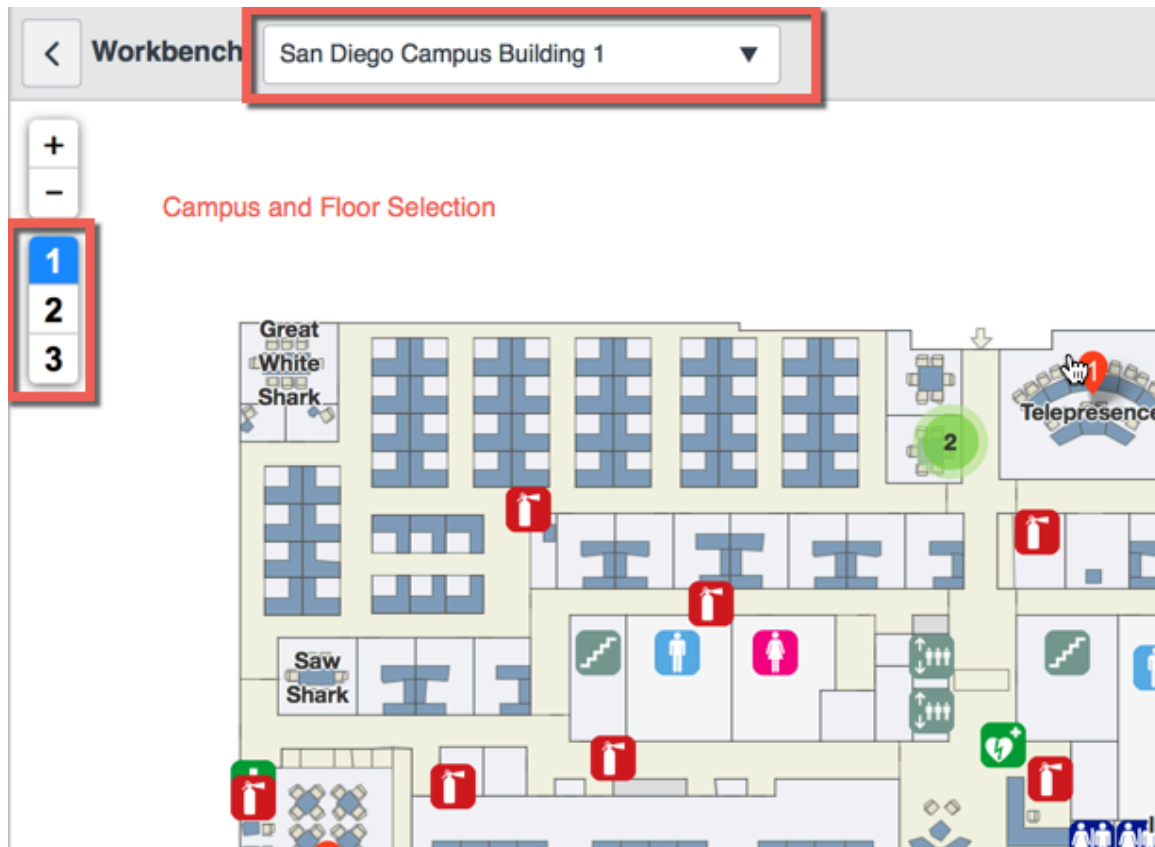 Workbench
San Diego Campus Building 1
+
−
Campus and Floor Selection
1
2
3
Great
White
Shark
1
Telepresence
2
Saw
Shark